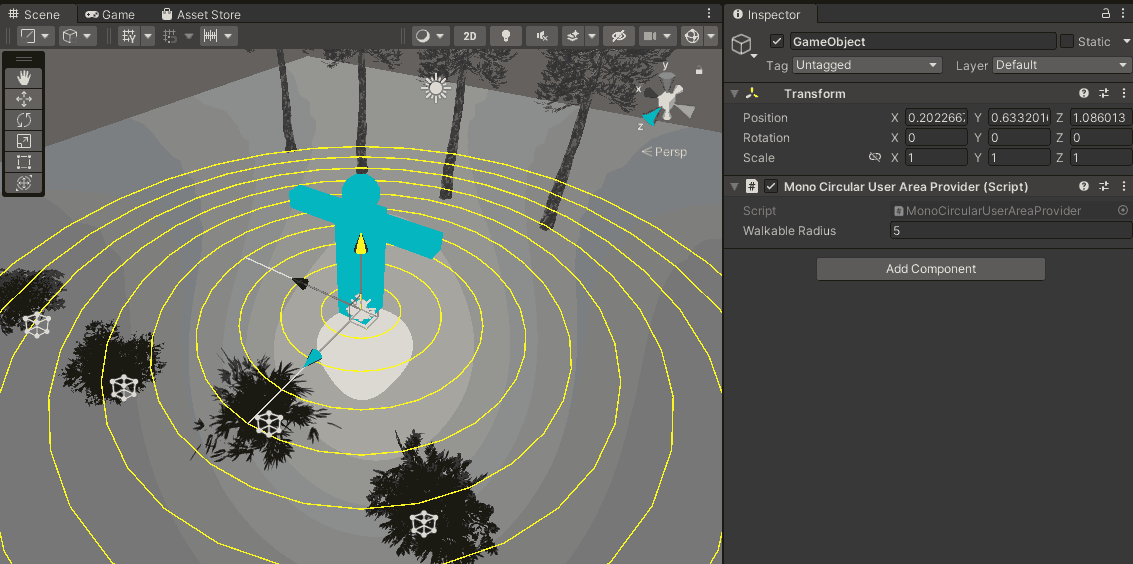 Scene
Game
Asset Store
2D
y
x
z
Persp
Inspector
GameObject
Static
Tag
Untagged
Layer
Default
Transform
Position
X
0.2022667
Y
0.6332016
Z
1.086013
Rotation
X
0
Y
0
Z
0
Scale
X
1
Y
1
Z
1
#
Mono Circular User Area Provider (Script)
Script
MonoCircularUserAreaProvider
Walkable Radius
5
Add Component